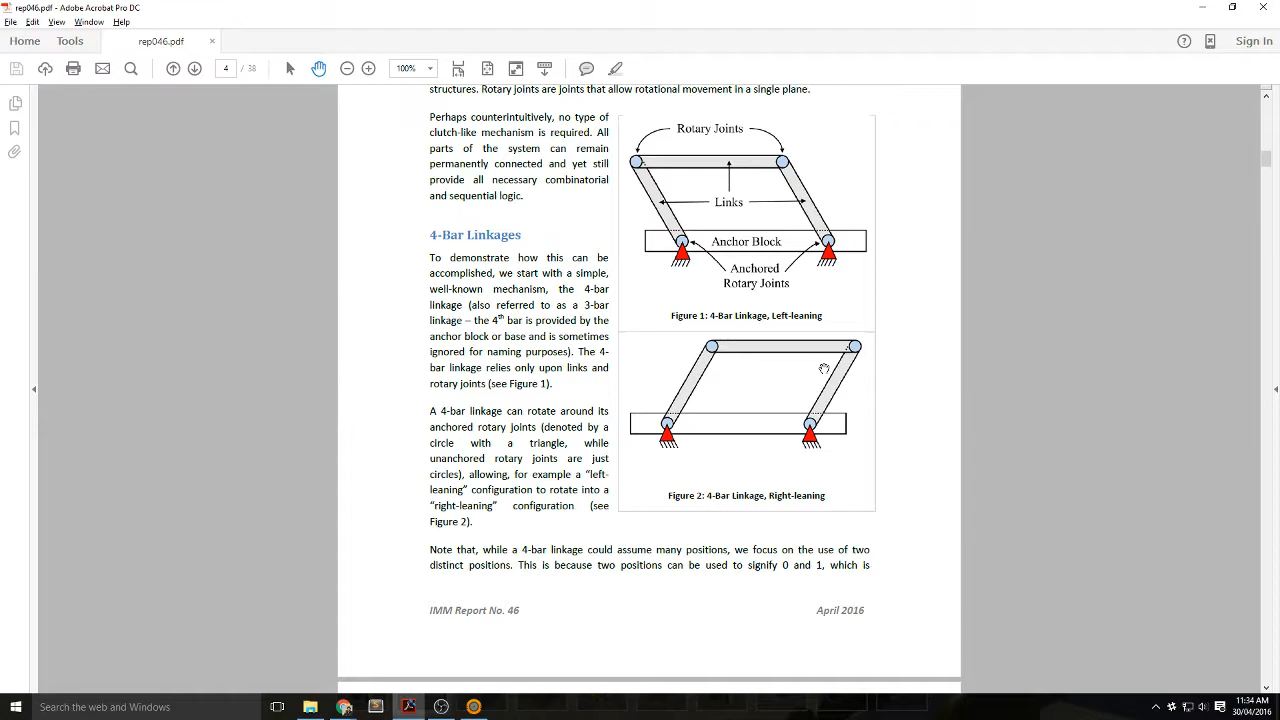 rep046.pdf - Adobe Acrobat Pro DC
File Edit View Window Help
Home Tools rep046.pdf × Sign In
4 / 38 100%
structures. Rotary joints are joints that allow rotational movement in a single plane.
Perhaps counterintuitively, no type of
clutch-like mechanism is required. All
parts of the system can remain
permanently connected and yet still
provide all necessary combinatorial
and sequential logic.
4-Bar Linkages
To demonstrate how this can be
accomplished, we start with a simple,
well-known mechanism, the 4-bar
linkage (also referred to as a 3-bar
linkage – the 4th bar is provided by the
anchor block or base and is sometimes
ignored for naming purposes). The 4-
bar linkage relies only upon links and
rotary joints (see Figure 1).
A 4-bar linkage can rotate around its
anchored rotary joints (denoted by a
circle with a triangle, while
unanchored rotary joints are just
circles), allowing, for example a “left-
leaning” configuration to rotate into a
“right-leaning” configuration (see
Figure 2).
Rotary Joints
Links
Anchor Block
Anchored
Rotary Joints
Figure 1: 4-Bar Linkage, Left-leaning
Figure 2: 4-Bar Linkage, Right-leaning
Note that, while a 4-bar linkage could assume many positions, we focus on the use of two
distinct positions. This is because two positions can be used to signify 0 and 1, which is
IMM Report No. 46 April 2016
Search the web and Windows
11:34 AM
30/04/2016